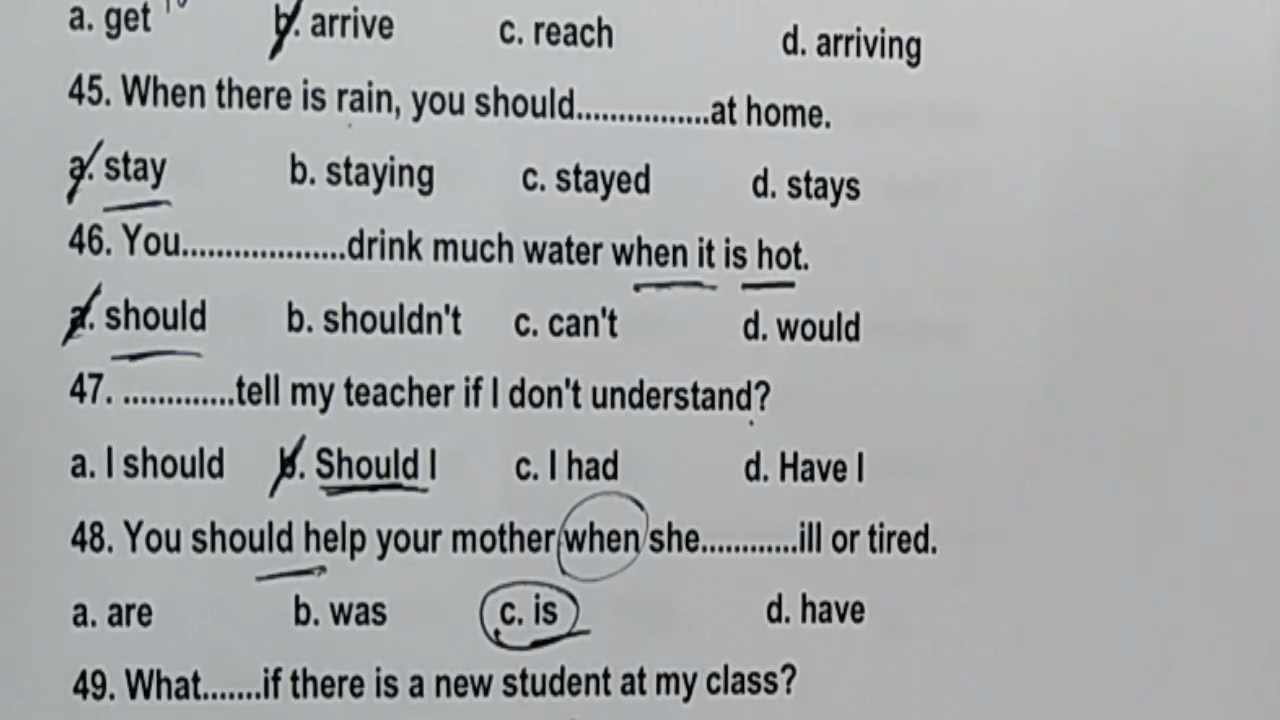 a. get b. arrive c. reach d. arriving
45. When there is rain, you should...............at home.
a. stay b. staying c. stayed d. stays
46. You...................drink much water when it is hot.
a. should b. shouldn't c. can't d. would
47. .............tell my teacher if I don't understand?
a. I should b. Should I c. I had d. Have I
48. You should help your mother when she............ill or tired.
a. are b. was c. is d. have
49. What.......if there is a new student at my class?